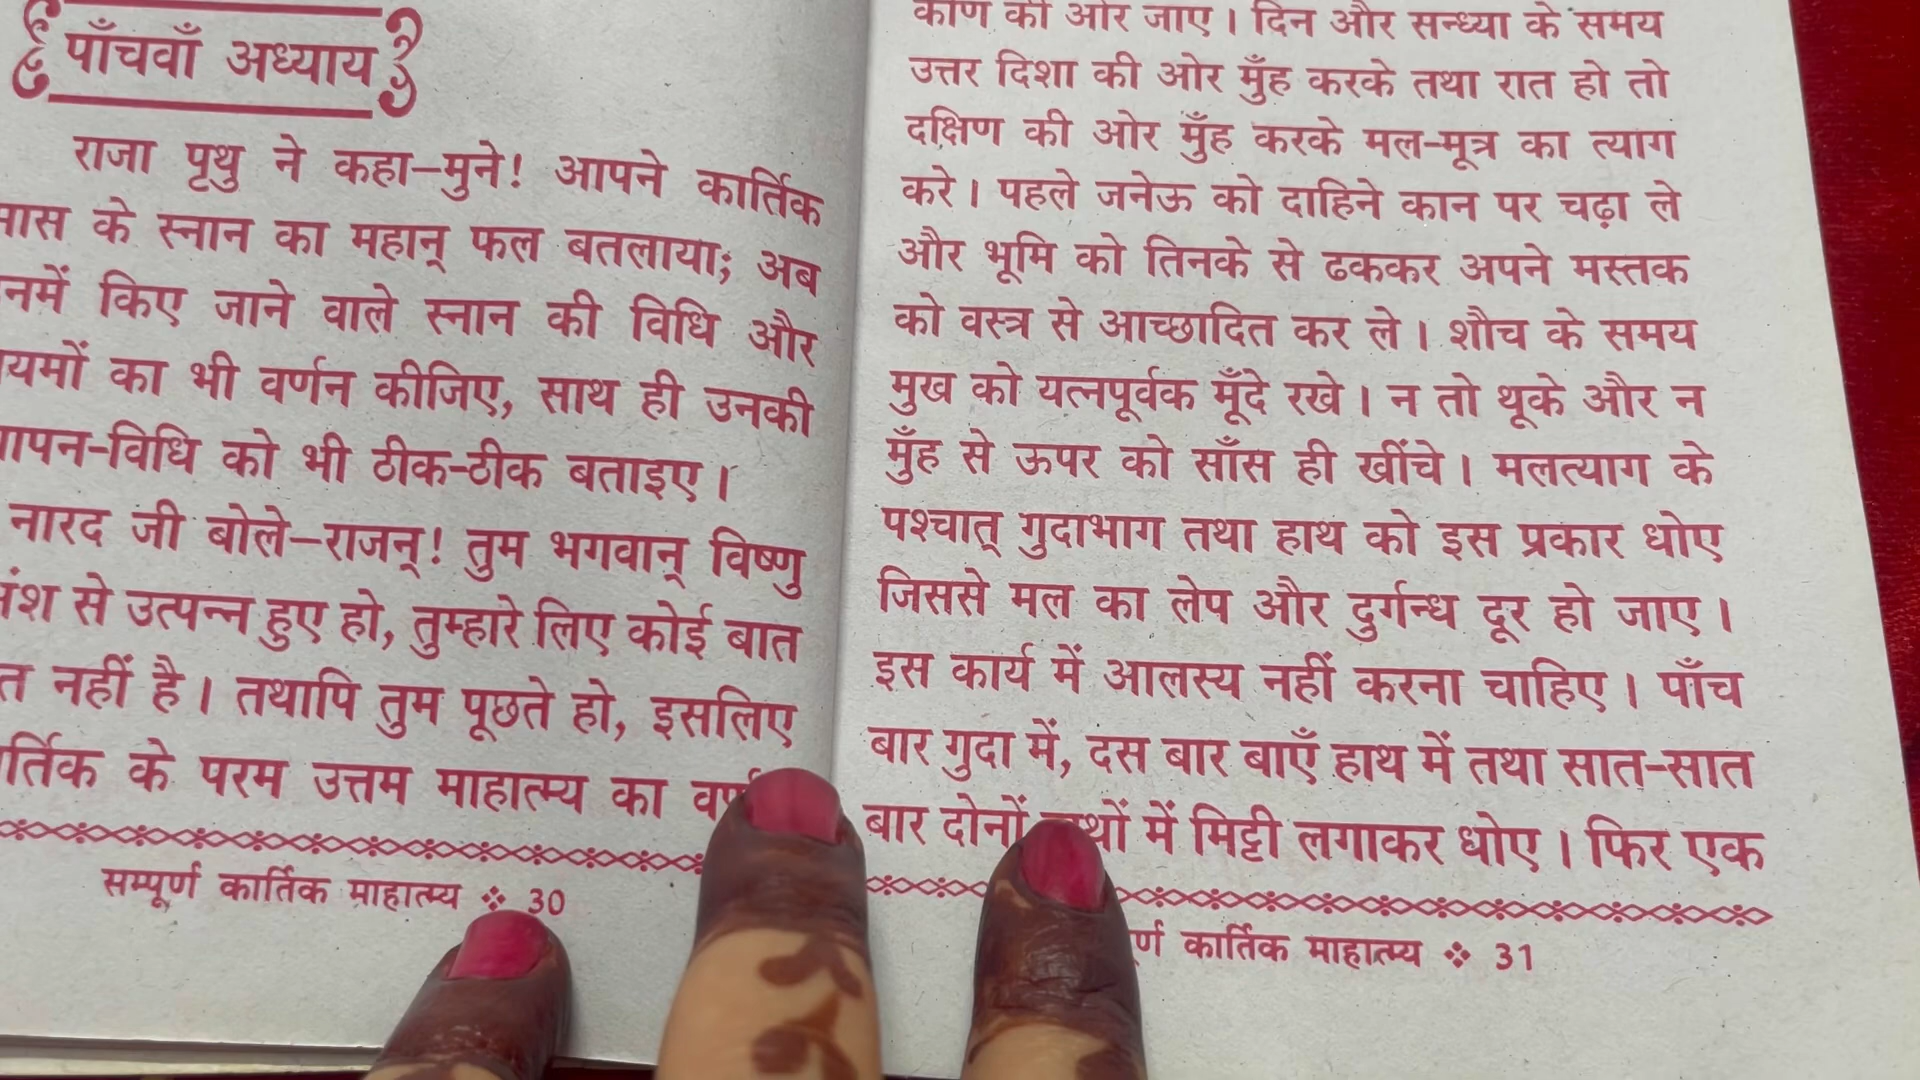 पाँचवाँ अध्याय
राजा पृथु ने कहा–मुने! आपने कार्तिक
के स्नान का महान् फल बतलाया; अब
किए जाने वाले स्नान की विधि और
का भी वर्णन कीजिए, साथ ही उनकी
को भी ठीक-ठीक बताइए।
नारद जी बोले–राजन्! तुम भगवान् विष्णु
से उत्पन्न हुए हो, तुम्हारे लिए कोई बात
नहीं है। तथापि तुम पूछते हो, इसलिए
के परम उत्तम माहात्म्य का
सम्पूर्ण कार्तिक माहात्म्य ❖ 30
की ओर जाए। दिन और सन्ध्या के समय
उत्तर दिशा की ओर मुँह करके तथा रात हो तो
दक्षिण की ओर मुँह करके मल-मूत्र का त्याग
करे। पहले जनेऊ को दाहिने कान पर चढ़ा ले
और भूमि को तिनके से ढककर अपने मस्तक
को वस्त्र से आच्छादित कर ले। शौच के समय
मुख को यत्नपूर्वक मूँदे रखे। न तो थूके और न
मुँह से ऊपर को साँस ही खींचे। मलत्याग के
पश्चात् गुदाभाग तथा हाथ को इस प्रकार धोए
जिससे मल का लेप और दुर्गन्ध दूर हो जाए।
इस कार्य में आलस्य नहीं करना चाहिए। पाँच
बार गुदा में, दस बार बाएँ हाथ में तथा सात-सात
बार दोनों में मिट्टी लगाकर धोए। फिर एक
कार्तिक माहात्म्य ❖ 31